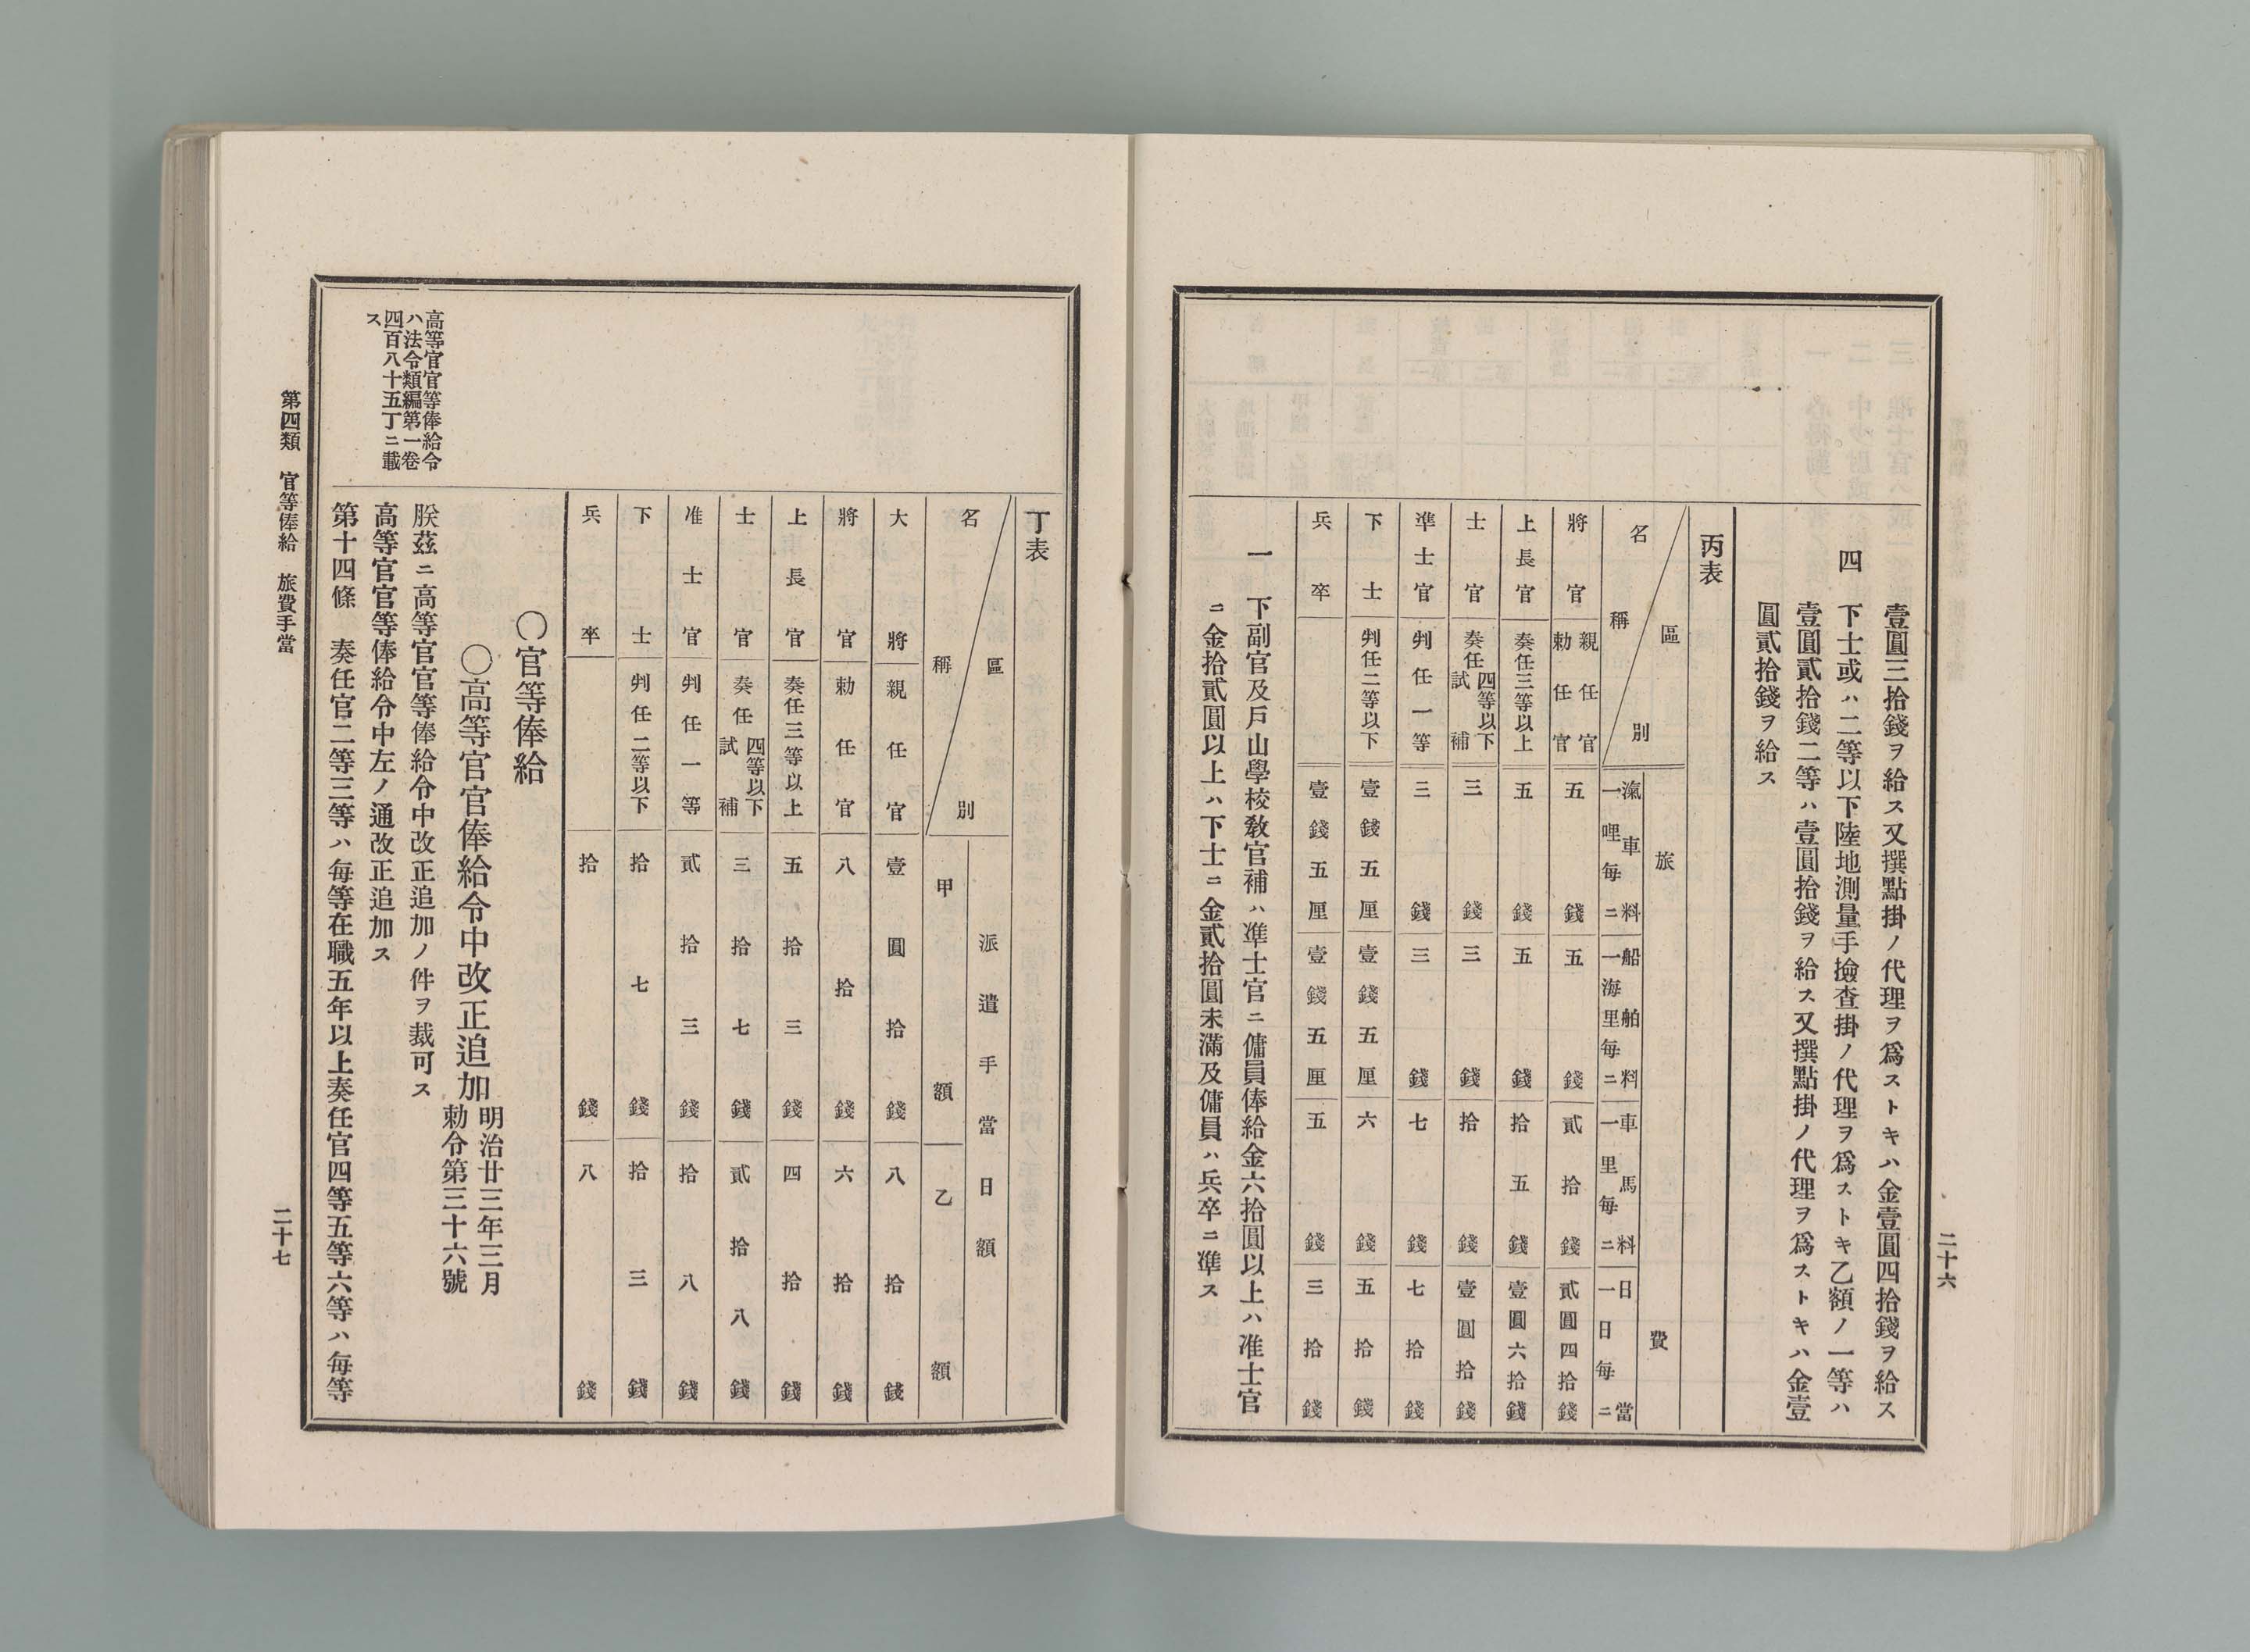 二十六
壹圓三拾錢ヲ給ス又撰點掛ノ代理ヲ爲ストキハ金壹圓四拾錢ヲ給ス
四 下士或ハ二等以下陸地測量手撿査掛ノ代理ヲ爲ストキ乙額ノ一等ハ
壹圓貳拾錢二等ハ壹圓拾錢ヲ給ス又撰點掛ノ代理ヲ爲ストキハ金壹
圓貳拾錢ヲ給ス
丙表
區別 名稱 旅費
滊車料一哩每ニ 船舶料一海里每ニ 車馬料一里每ニ 日當一日每ニ
將官 親任官 勅任官 五錢 五錢 貳拾錢 貳圓四拾錢
上長官 奏任三等以上 五錢 五錢 拾五錢 壹圓六拾錢
士官 奏任四等以下 試補 三錢 三錢 拾錢 壹圓拾錢
準士官 判任一等 三錢 三錢 七錢 七拾錢
下士 判任二等以下 壹錢五厘 壹錢五厘 六錢 五拾錢
兵卒 壹錢五厘 壹錢五厘 五錢 三拾錢
一 下副官及戶山學校敎官補ハ準士官ニ傭員俸給金六拾圓以上ハ准士官
ニ金拾貳圓以上ハ下士ニ金貳拾圓未滿及傭員ハ兵卒ニ準ス
丁表
區別 名稱 派遣手當日額
甲額 乙額
大將 親任官 壹圓拾錢 八拾錢
將官 勅任官 八拾錢 六拾錢
上長官 奏任三等以上 五拾三錢 四拾錢
士官 奏任四等以下 試補 三拾七錢 貳拾八錢
准士官 判任一等 貳拾三錢 拾八錢
下士 判任二等以下 拾七錢 拾三錢
兵卒 拾錢 八錢
〇官等俸給
〇高等官官俸給令中改正追加 明治廿三年三月
勅令第三十六號
高等官官等俸給令
ハ法令類編第一卷
四百八十五丁ニ載
ス
朕茲ニ高等官官等俸給令中改正追加ノ件ヲ裁可ス
高等官官等俸給令中左ノ通改正追加ス
第十四條 奏任官二等三等ハ每等在職五年以上奏任官四等五等六等ハ每等
第四類 官等俸給 旅費手當
二十七